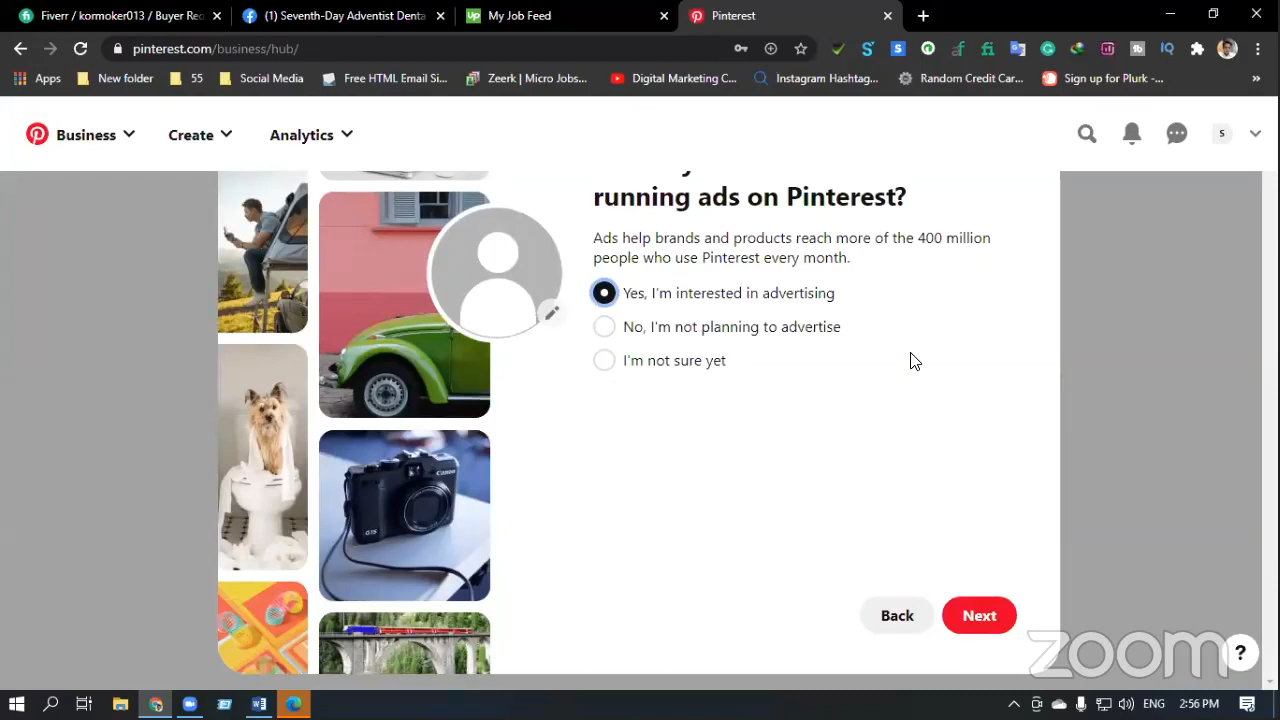 Fiverr / kormoker013 / Buyer Rec
(1) Seventh-Day Adventist Denta
My Job Feed
Pinterest
pinterest.com/business/hub/
Apps
New folder
55
Social Media
Free HTML Email Si...
Zeerk | Micro Jobs...
Digital Marketing C...
Instagram Hashtag...
Random Credit Car...
Sign up for Plurk -...
Business
Create
Analytics
S
running ads on Pinterest?
Ads help brands and products reach more of the 400 million
people who use Pinterest every month.
Yes, I'm interested in advertising
No, I'm not planning to advertise
I'm not sure yet
Canon
G15
Back
Next
zoom
?
ENG
2:56 PM